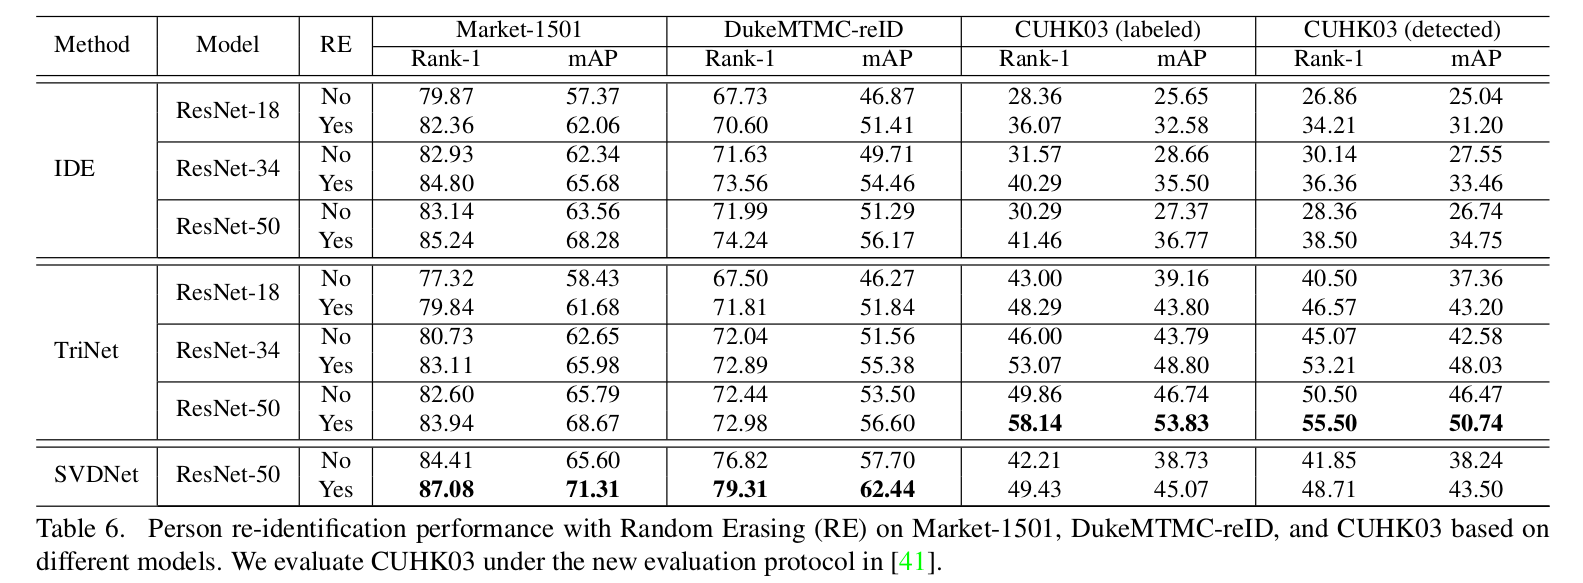 Method Model RE Market-1501 DukeMTMC-reID CUHK03 (labeled) CUHK03 (detected)
Rank-1 mAP Rank-1 mAP Rank-1 mAP Rank-1 mAP
IDE ResNet-18 No 79.87 57.37 67.73 46.87 28.36 25.65 26.86 25.04
Yes 82.36 62.06 70.60 51.41 36.07 32.58 34.21 31.20
ResNet-34 No 82.93 62.34 71.63 49.71 31.57 28.66 30.14 27.55
Yes 84.80 65.68 73.56 54.46 40.29 35.50 36.36 33.46
ResNet-50 No 83.14 63.56 71.99 51.29 30.29 27.37 28.36 26.74
Yes 85.24 68.28 74.24 56.17 41.46 36.77 38.50 34.75
TriNet ResNet-18 No 77.32 58.43 67.50 46.27 43.00 39.16 40.50 37.36
Yes 79.84 61.68 71.81 51.84 48.29 43.80 46.57 43.20
ResNet-34 No 80.73 62.65 72.04 51.56 46.00 43.79 45.07 42.58
Yes 83.11 65.98 72.89 55.38 53.07 48.80 53.21 48.03
ResNet-50 No 82.60 65.79 72.44 53.50 49.86 46.74 50.50 46.47
Yes 83.94 68.67 72.98 56.60 58.14 53.83 55.50 50.74
SVDNet ResNet-50 No 84.41 65.60 76.82 57.70 42.21 38.73 41.85 38.24
Yes 87.08 71.31 79.31 62.44 49.43 45.07 48.71 43.50
Table 6. Person re-identification performance with Random Erasing (RE) on Market-1501, DukeMTMC-reID, and CUHK03 based on
different models. We evaluate CUHK03 under the new evaluation protocol in [41].